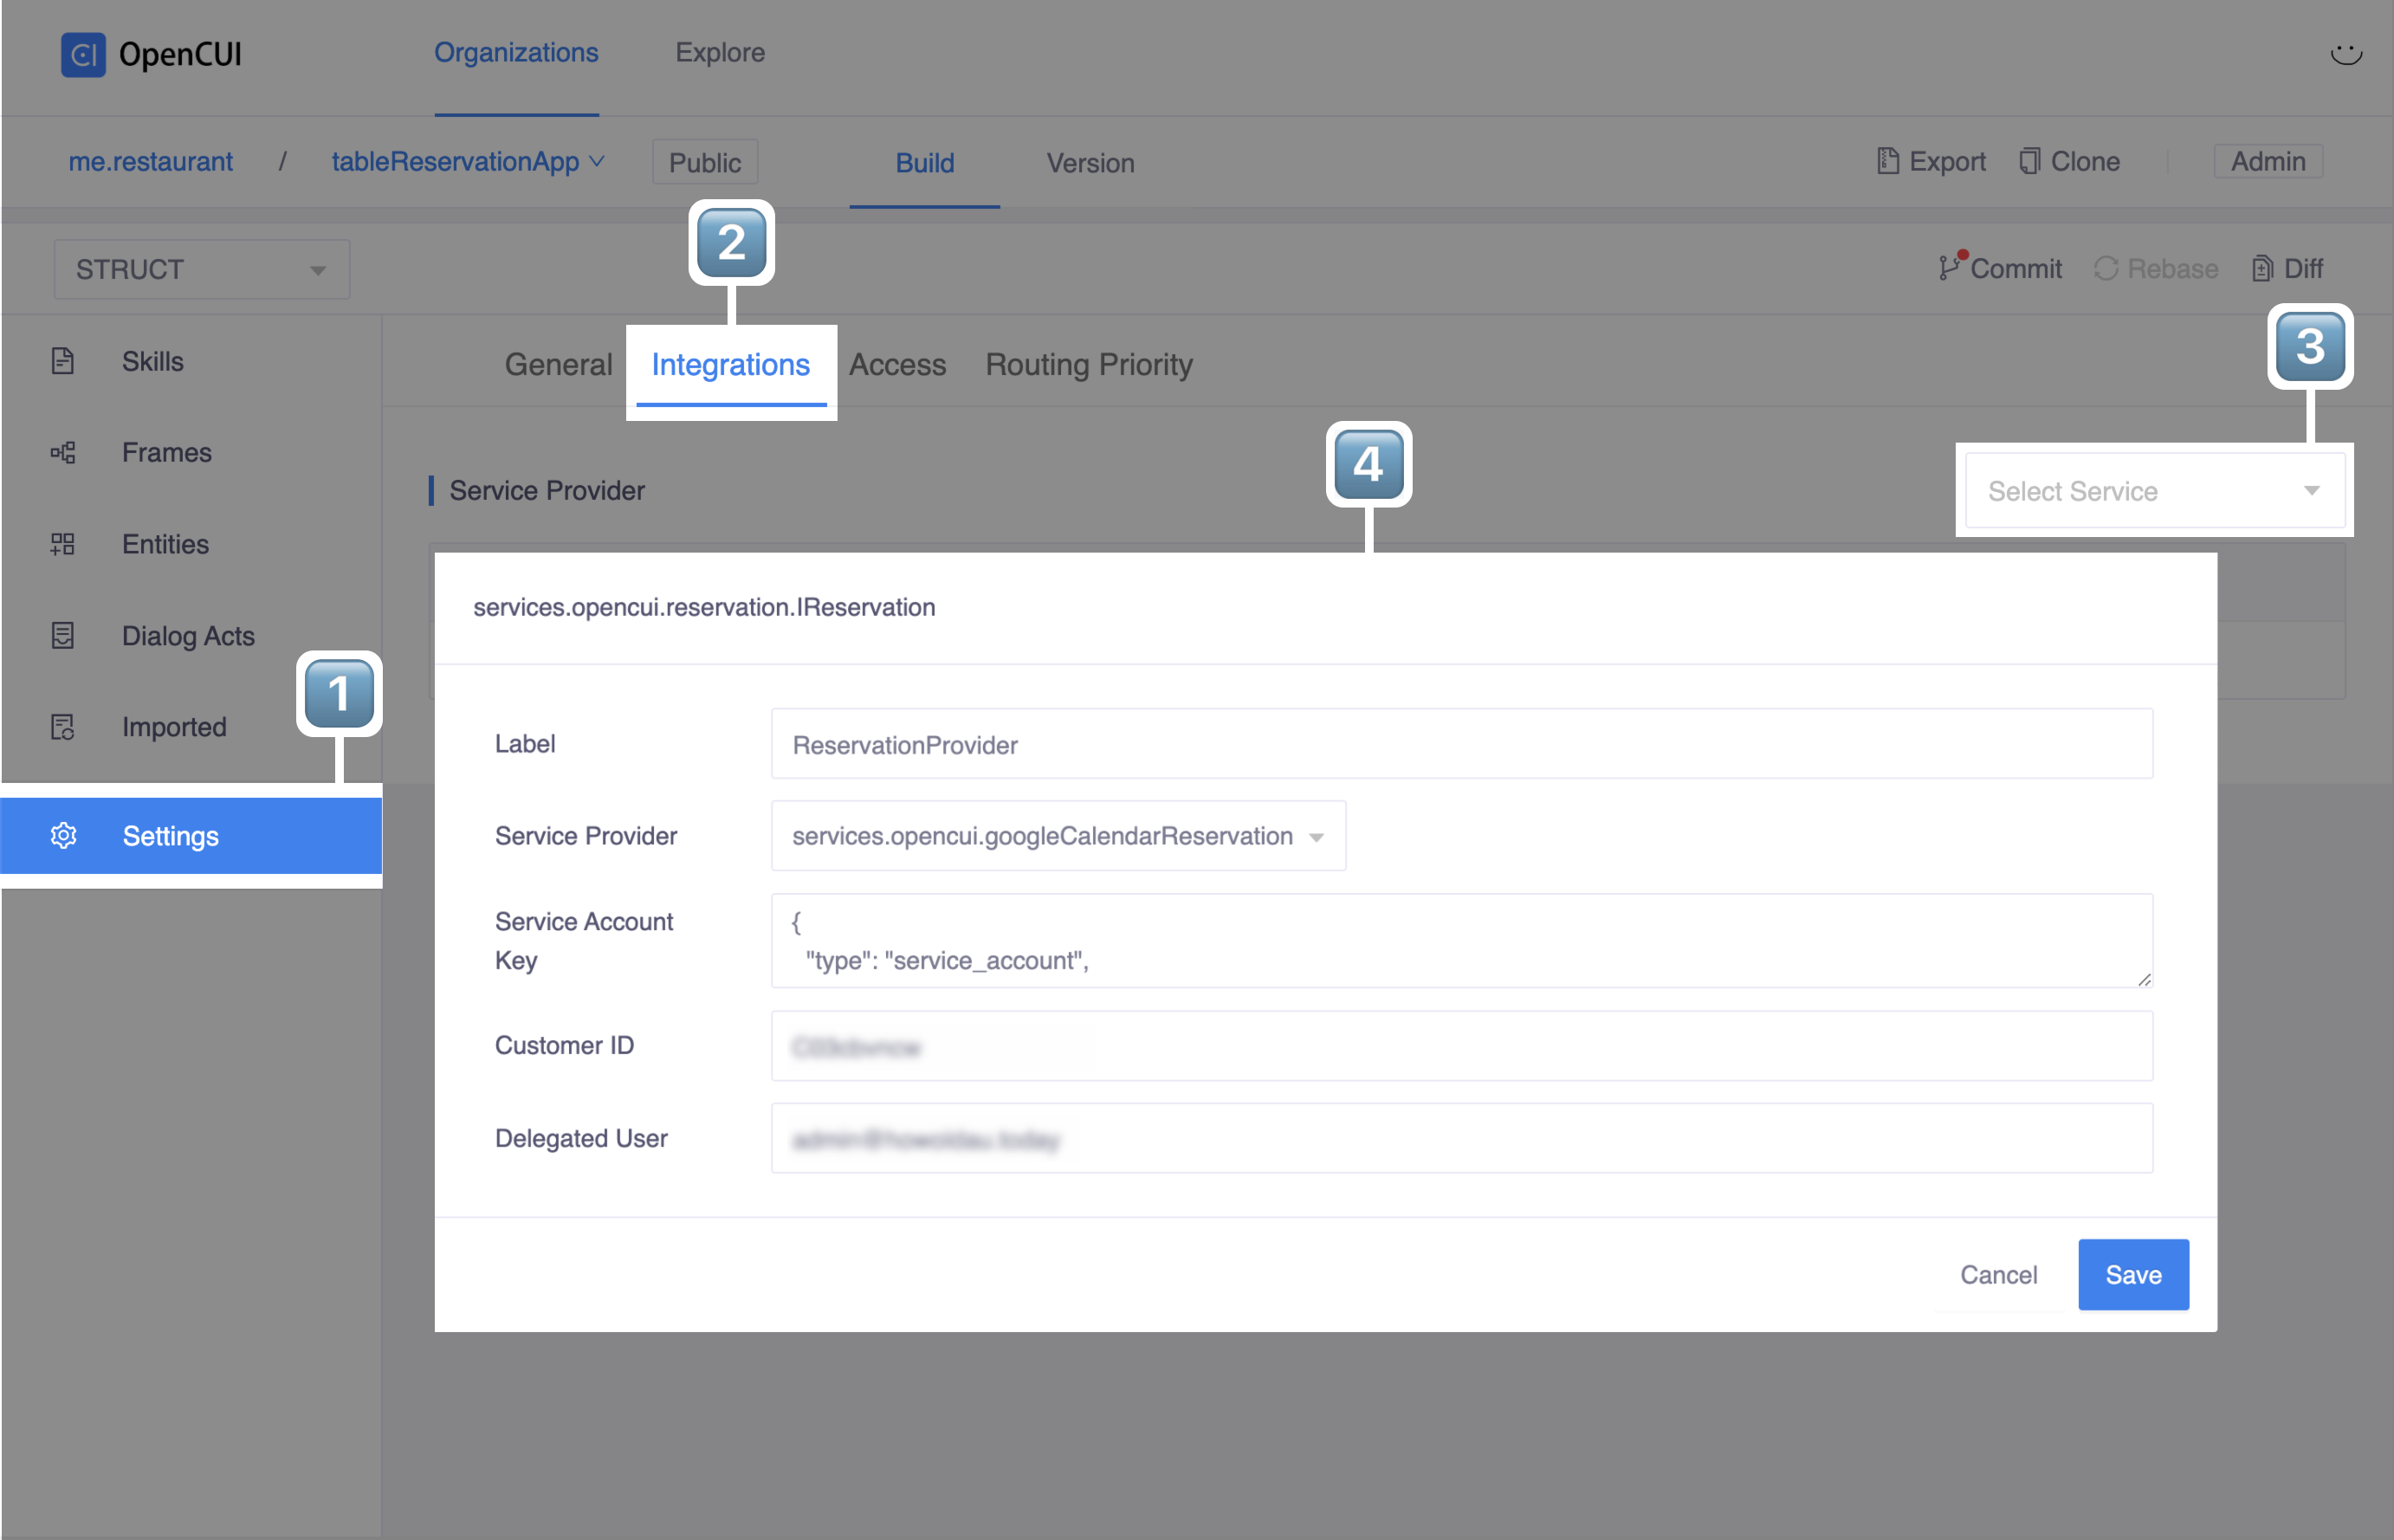 CI OpenCUI
Organizations Explore
me.restaurant / tableReservationApp Public Build Version Export Clone Admin
2
STRUCT
Commit Rebase Diff
3
Skills
General Integrations Access Routing Priority
Frames
4
Service Provider
Select Service
Entities
services.opencui.reservation.IReservation
Dialog Acts
1
Imported
Label ReservationProvider
Settings
Service Provider services.opencui.googleCalendarReservation
Service Account {
Key "type": "service_account",
Customer ID
Delegated User
Cancel Save